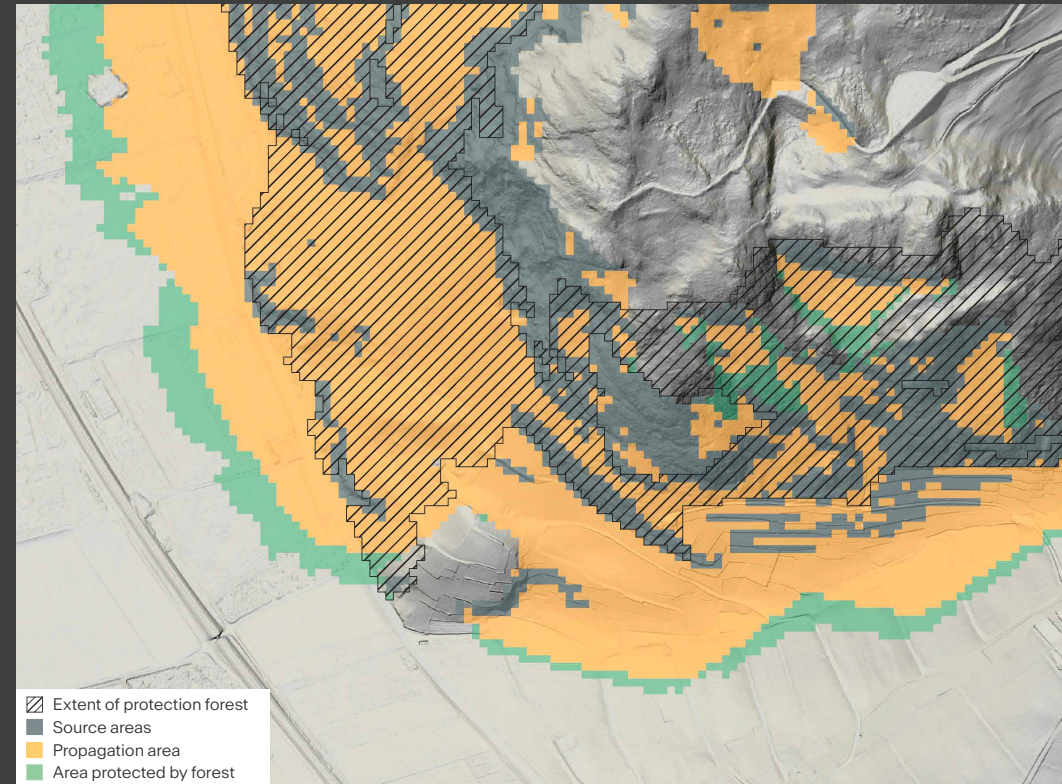 Extent of protection forest
Source areas
Propagation area
Area protected by forest